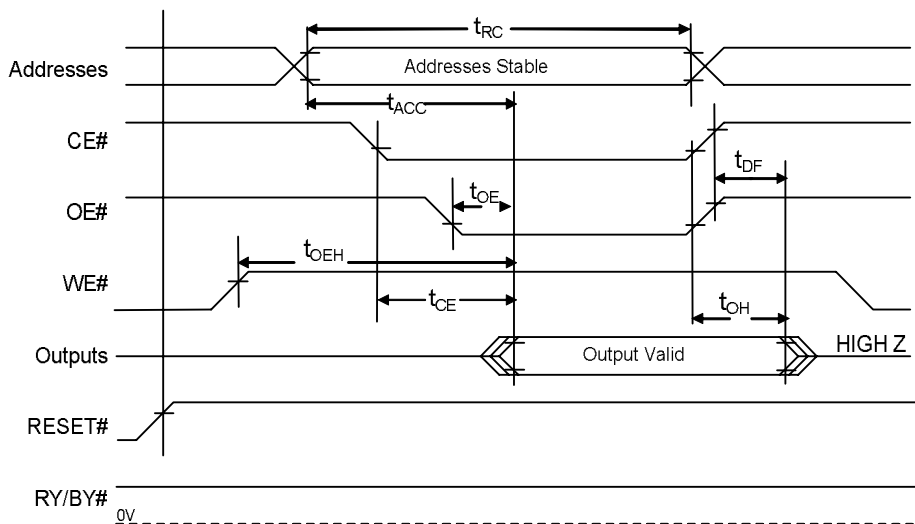 tRC
Addresses
Addresses Stable
tACC
CE#
tDF
OE#
tOE
tOEH
WE#
tCE
tOH
Outputs
Output Valid
HIGH Z
RESET#
RY/BY#
0V